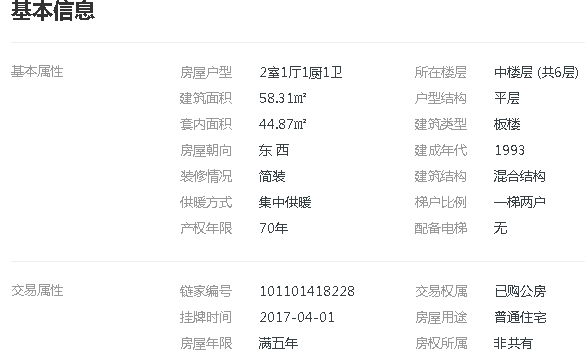 基本信息
基本属性 房屋户型 2室1厅1厨1卫 所在楼层 中楼层 (共6层)
建筑面积 58.31㎡ 户型结构 平层
套内面积 44.87㎡ 建筑类型 板楼
房屋朝向 东 西 建成年代 1993
装修情况 简装 建筑结构 混合结构
供暖方式 集中供暖 梯户比例 一梯两户
产权年限 70年 配备电梯 无
交易属性 链家编号 101101418228 交易权属 已购公房
挂牌时间 2017-04-01 房屋用途 普通住宅
房屋年限 满五年 房权所属 非共有